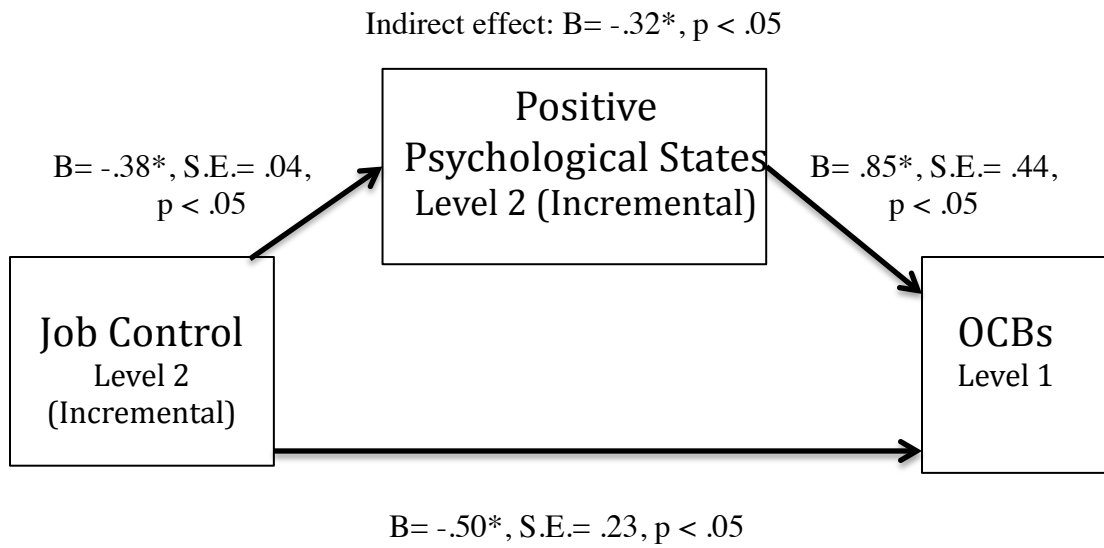 Indirect effect: B= -.32*, p < .05
Positive
Psychological States
Level 2 (Incremental)
B= -.38*, S.E.= .04,
p < .05
B= .85*, S.E.= .44,
p < .05
Job Control
Level 2
(Incremental)
OCBs
Level 1
B= -.50*, S.E.= .23, p < .05